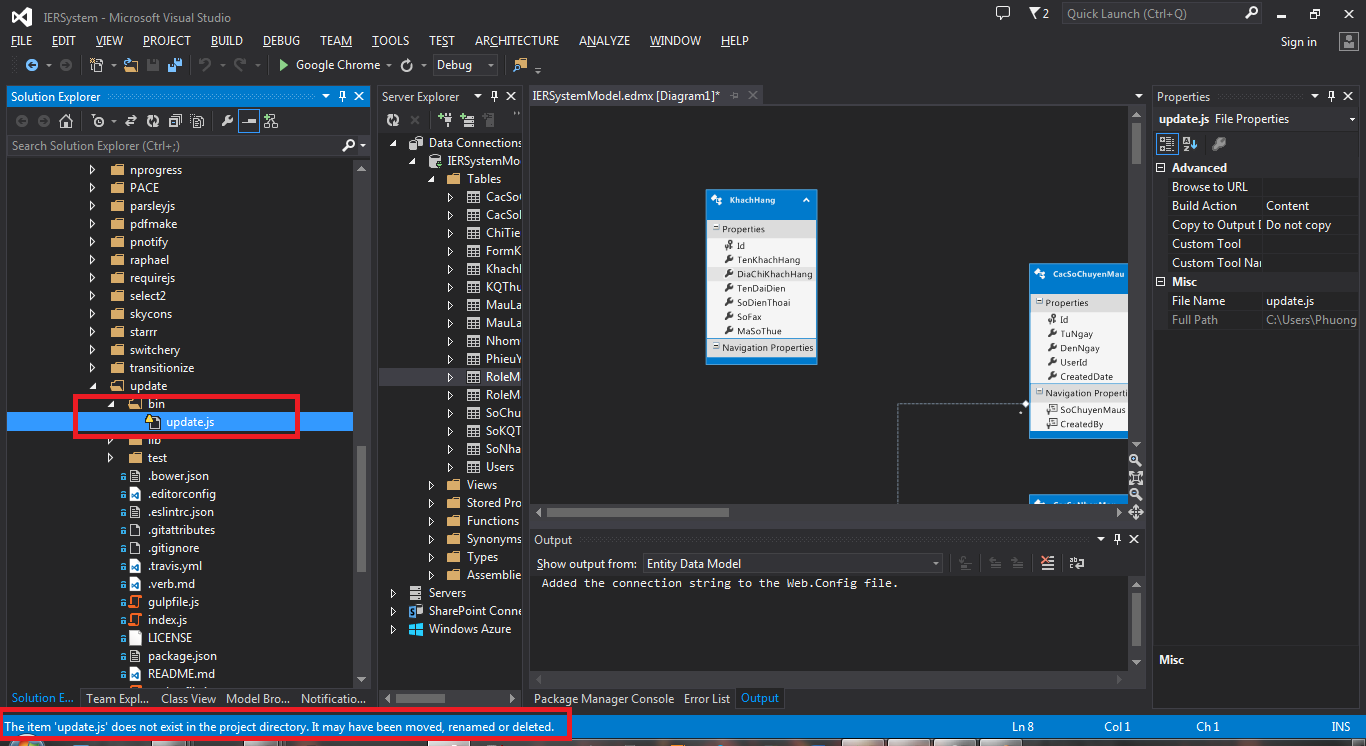 IERSystem - Microsoft Visual Studio
2
Quick Launch (Ctrl+Q)
FILE EDIT VIEW PROJECT BUILD DEBUG TEAM TOOLS TEST ARCHITECTURE ANALYZE WINDOW HELP
Sign in
Google Chrome
Debug
Solution Explorer
Search Solution Explorer (Ctrl+;)
nprogress
PACE
parsleyjs
pdfmake
pnotify
raphael
requirejs
select2
skycons
starrr
switchery
transitionize
update
bin
update.js
lib
test
.bower.json
.editorconfig
.eslintrc.json
.gitattributes
.gitignore
.travis.yml
.verb.md
gulpfile.js
index.js
LICENSE
package.json
README.md
Solution E... Team Expl... Class View Model Bro... Notificatio...
Server Explorer
Data Connections
IERSystemMo
Tables
CacSo
CacSoI
ChiTie
FormK
Khachl
KQThu
MauLa
MauLa
Nhom
PhieuY
RoleMa
RoleMa
SoChu
SoKQT
SoNha
Users
Views
Stored Pro
Functions
Synonyms
Types
Assemblie
Servers
SharePoint Conne
Windows Azure
IERSystemModel.edmx [Diagram1]*
KhachHang
Properties
Id
TenKhachHang
DiaChiKhachHang
TenDaiDien
SoDienThoai
SoFax
MaSoThue
Navigation Properties
CacSoChuyenMau
Properties
Id
TuNgay
DenNgay
UserId
CreatedDate
Navigation Properti
SoChuyenMaus
CreatedBy
Output
Show output from: Entity Data Model
Added the connection string to the Web.Config file.
Package Manager Console Error List Output
Properties
update.js File Properties
Advanced
Browse to URL
Build Action Content
Copy to Output D Do not copy
Custom Tool
Custom Tool Nar
Misc
File Name update.js
Full Path C:\Users\Phuong
Misc
The item 'update.js' does not exist in the project directory. It may have been moved, renamed or deleted.
Ln 8 Col 1 Ch 1 INS